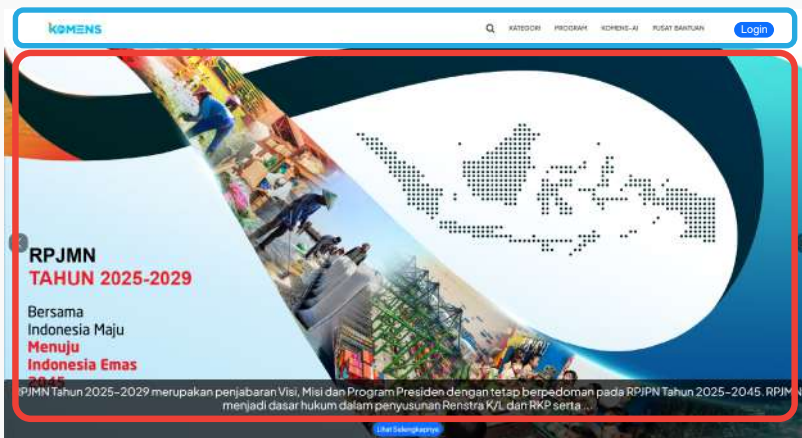 KOMENS
KATEGORI PROGRAM KOMENS-AI PUSAT BANTUAN Login
RPJMN
TAHUN 2025-2029
Bersama
Indonesia Maju
Menuju
Indonesia Emas
2045
RPJMN Tahun 2025-2029 merupakan penjabaran Visi, Misi dan Program Presiden dengan tetap berpedoman pada RPJPN Tahun 2025-2045. RPJMN
menjadi dasar hukum dalam penyusunan Renstra K/L dan RKP serta ...
Lihat Selengkapnya